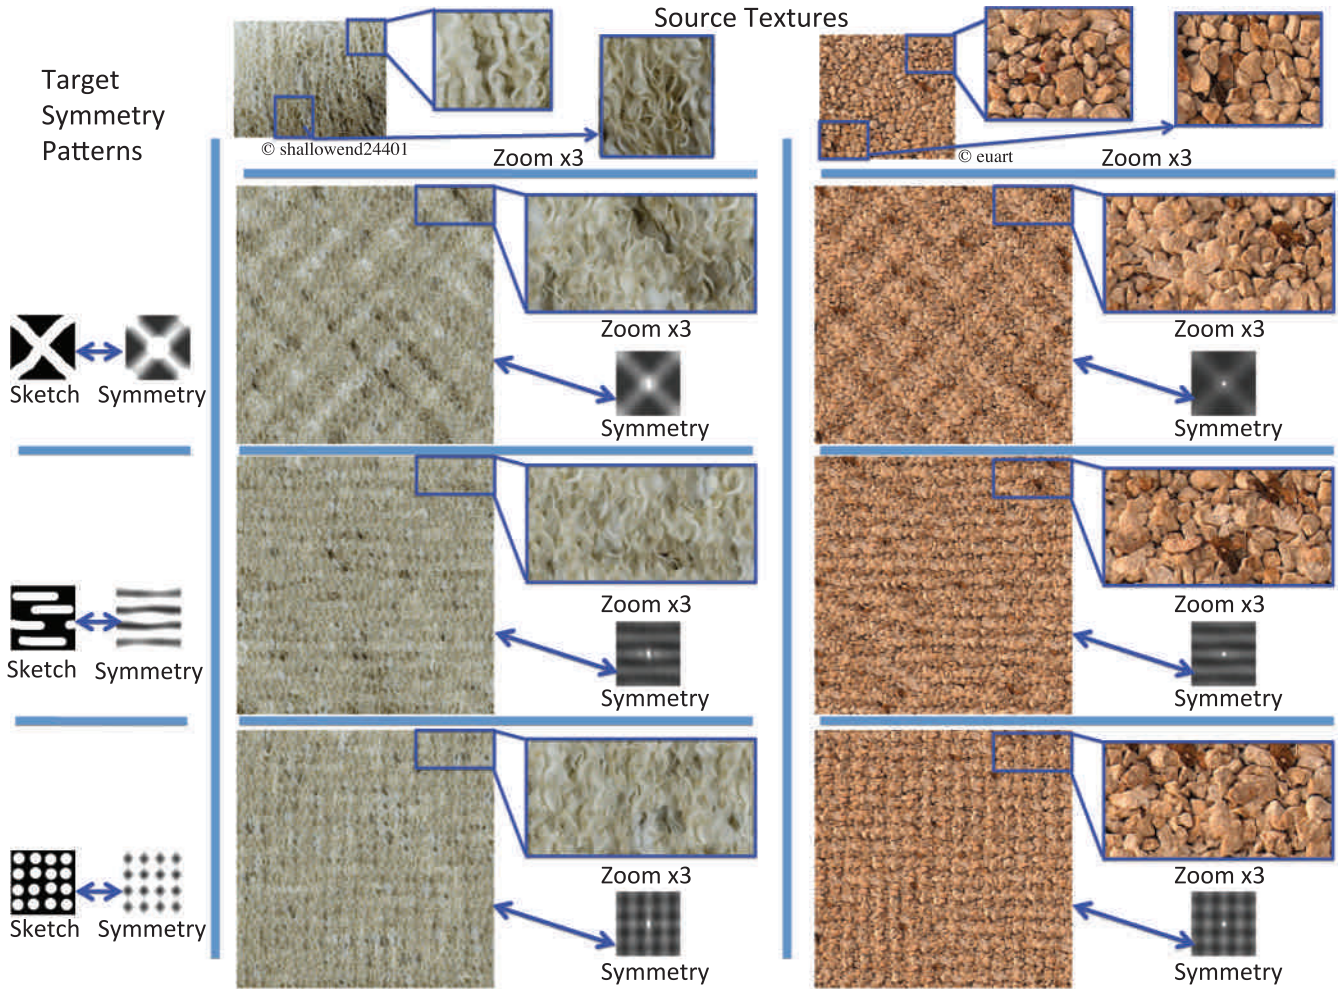 Source Textures
Target
Symmetry
Patterns
© shallowend24401
Zoom x3
© euart
Zoom x3
Zoom x3
Zoom x3
Sketch
Symmetry
Symmetry
Symmetry
Zoom x3
Zoom x3
Sketch
Symmetry
Symmetry
Symmetry
Zoom x3
Zoom x3
Sketch
Symmetry
Symmetry
Symmetry